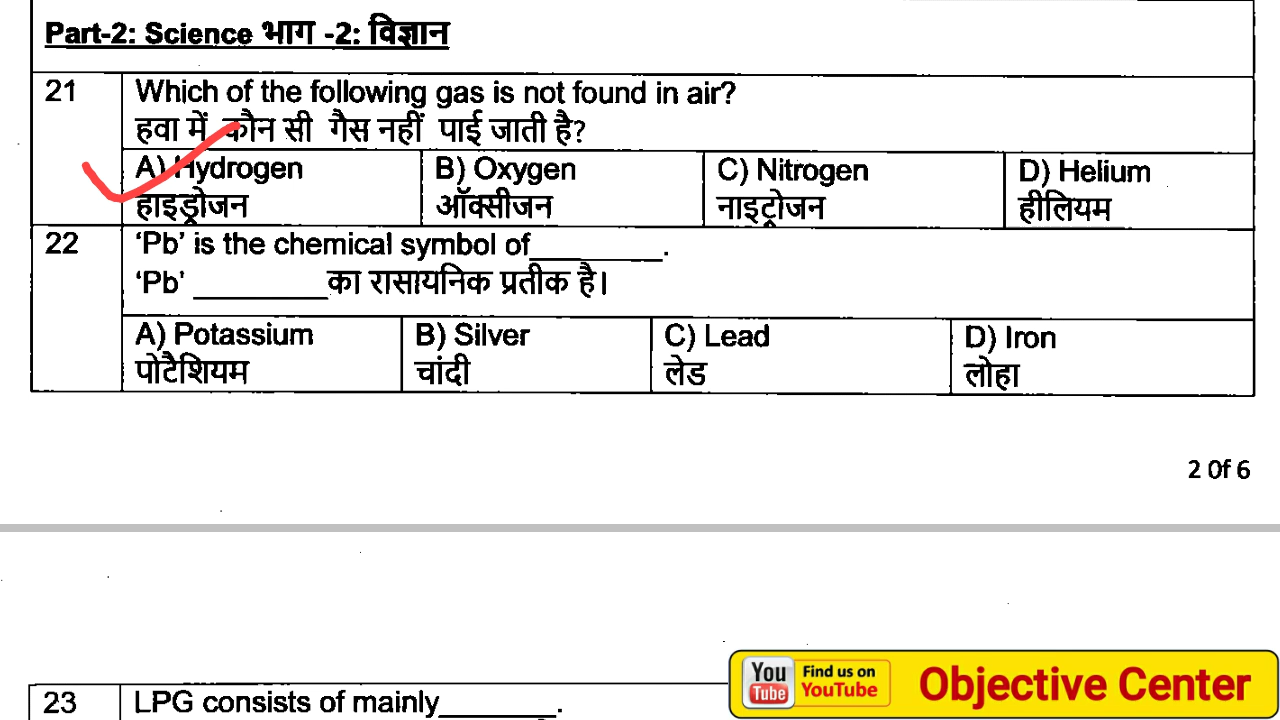 Part-2: Science भाग -2: विज्ञान
21 Which of the following gas is not found in air?
हवा में कौन सी गैस नहीं पाई जाती है?
A) Hydrogen B) Oxygen C) Nitrogen D) Helium
हाइड्रोजन ऑक्सीजन नाइट्रोजन हीलियम
22 ‘Pb’ is the chemical symbol of________.
‘Pb’ ________का रासायनिक प्रतीक है।
A) Potassium B) Silver C) Lead D) Iron
पोटैशियम चांदी लेड लोहा
2 0f 6
23 LPG consists of mainly_______.
You Tube Find us on YouTube Objective Center